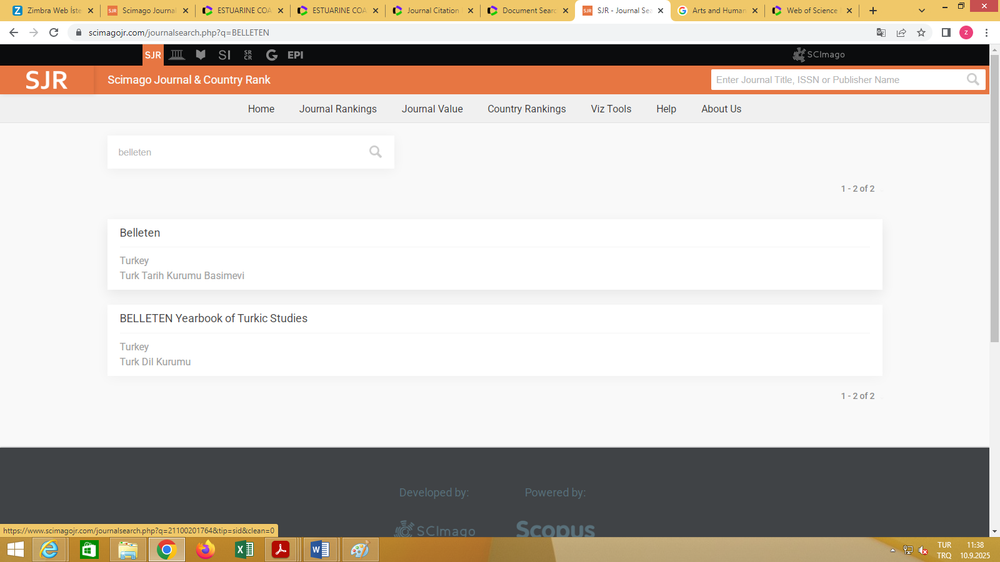 Zimbra Web İste
Scimago Journal
ESTUARINE COA
ESTUARINE COA
Journal Citation
Document Searc
SJR - Journal Sea
Arts and Human
Web of Science
scimagojr.com/journalsearch.php?q=BELLETEN
z
SJR
SI
SR
CR
EPI
SCImago
SJR
Scimago Journal & Country Rank
Enter Journal Title, ISSN or Publisher Name
Home
Journal Rankings
Journal Value
Country Rankings
Viz Tools
Help
About Us
belleten
1 - 2 of 2
Belleten
Turkey
Turk Tarih Kurumu Basimevi
BELLETEN Yearbook of Turkic Studies
Turkey
Turk Dil Kurumu
1 - 2 of 2
Developed by:
Powered by:
SCImago
Scopus
https://www.scimagojr.com/journalsearch.php?q=21100201764&tip=sid&clean=0
TUR
11:38
TRQ
10.9.2025